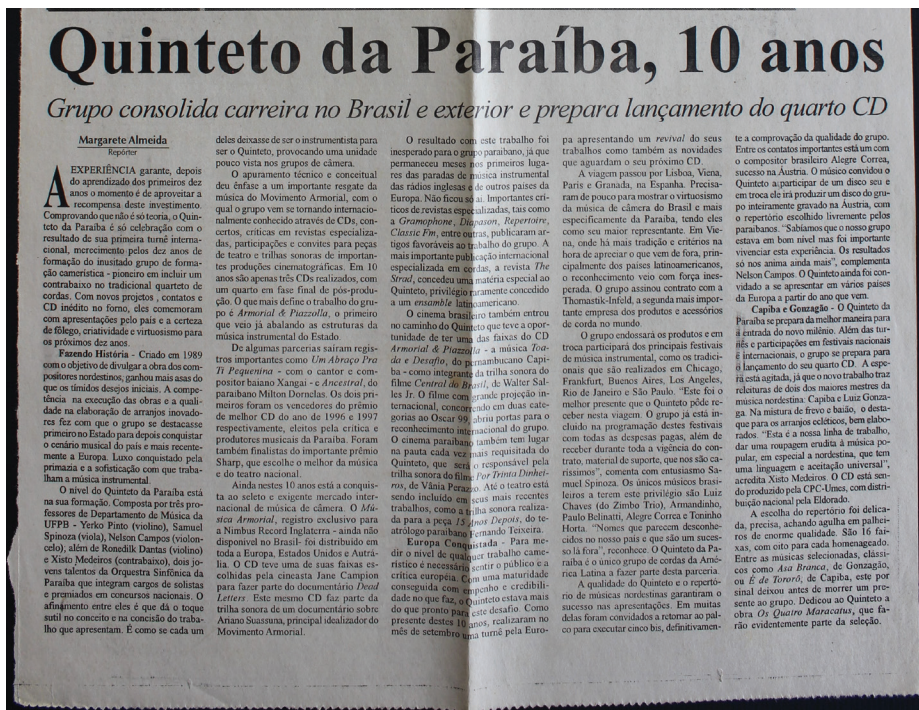 Quinteto da Paraíba, 10 anos
Grupo consolida carreira no Brasil e exterior e prepara lançamento do quarto CD
Margarete Almeida
Repórter
A EXPERIÊNCIA garante, depois
do aprendizado dos primeiros dez
anos o momento é de aproveitar a
recompensa deste investimento.
Comprovando que não é só teoria, o Quin-
teto da Paraíba é só celebração com o
resultado de sua primeira turnê interna-
cional, merecimento pelos dez anos de
formação do inusitado grupo de forma-
ção camerística - pioneiro em incluir um
contrabaixo no tradicional quarteto de
cordas. Com novos projetos , contatos e
CD inédito no forno, eles comemoram
com apresentações pelo país e a certeza
de fôlego, criatividade e virtuosismo para
os próximos dez anos.
Fazendo História - Criado em 1989
com o objetivo de divulgar a obra dos com-
positores nordestinos, ganhou mais asas do
que os tímidos desejos iniciais. A compe-
tência na execução das obras e a quali-
dade na elaboração de arranjos inovado-
res fez com que o grupo se destacasse
primeiro no Estado para depois conquistar
o cenário musical do país e mais recente-
mente a Europa. Luxo conquistado pela
primazia e a sofisticação com que traba-
lham a música instrumental.
O nível do Quinteto da Paraíba está
na sua formação. Composta por três pro-
fessores de Departamento de Música da
UFPB - Yerko Pinto (violino), Samuel
Spinoza (viola), Nelson Campos (violon-
celo); além de Ronedilk Dantas (violino)
e Xisto Medeiros (contrabaixo), dois jo-
vens talentos da Orquestra Sinfônica da
Paraíba que integram cargos de solistas
e premiados em concursos nacionais. O
afinamento entre eles é que dá o toque
sutil no conceito e na concisão do traba-
lho que apresentam. É como se cada um
deles deixasse de ser o instrumentista para
ser o Quinteto, provocando uma unidade
pouco vista nos grupos de câmera.
O apuramento técnico e conceitual
deu ênfase a um importante resgate da
música do Movimento Armorial, com o
qual o grupo vem se tornando internacio-
nalmente conhecido através de CDs, con-
certos, críticas em revistas especializa-
das, participações e convites para peças
de teatro e trilhas sonoras de importan-
tes produções cinematográficas. Em 10
anos são apenas três CDs realizados, com
um quarto em fase final de pós-produ-
ção. O que mais define o trabalho do gru-
po é Armorial & Piazzolla, o primeiro
que veio já abalando as estruturas da
música instrumental do Estado.
De algumas parcerias saíram regis-
tros importantes como Um Abraço Pra
Ti Pequenina - com o cantor e com-
positor baiano Xangai - e Ancestral, do
paraibano Milton Dornelas. Os dois pri-
meiros foram os vencedores do prêmio
de melhor CD do ano de 1996 e 1997
respectivamente, eleitos pela crítica e
produtores musicais da Paraíba. Foram
também finalistas do importante prêmio
Sharp, que escolhe o melhor da música
e do teatro nacional.
Ainda nestes 10 anos está a conquis-
ta ao seleto e exigente mercado inter-
nacional de música de câmera. O Mú-
sica Armorial, registro exclusivo para
a Nimbus Record Inglaterra - ainda não
disponível no Brasil - foi distribuído em
toda a Europa, Estados Unidos e Austrá-
lia. O CD teve uma de suas faixas es-
colhidas pela cineasta Jane Campion
para fazer parte do documentário Dead
Letters. Este mesmo CD faz parte da
trilha sonora de um documentário sobre
Ariano Suassuna, principal idealizador do
Movimento Armorial.
O resultado com este trabalho foi
inesperado para o grupo paraibano, já que
permaneceu meses nos primeiros luga-
res das paradas de música instrumental
das rádios inglesas e de outros países da
Europa. Não ficou só aí. Importantes crí-
ticos de revistas especializadas, tais como
a Gramophone, Diapason, Repertoire,
Classic Fm, entre outras, publicaram ar-
tigos favoráveis ao trabalho do grupo. A
mais importante publicação internacional
especializada em cordas, a revista The
Strad, concedeu uma matéria especial ao
Quinteto, privilégio raramente concedido
a um ensamble latinoamericano.
O cinema brasileiro também entrou
no caminho do Quinteto que teve a opor-
tunidade de ter uma das faixas do CD
Armorial & Piazzolla - a música Toa-
da e Desafio, do pernambucano Capi-
ba - como integrante da trilha sonora do
filme Central do Brasil, de Walter Sal-
les Jr. O filme com grande projeção in-
ternacional, concorrendo em duas cate-
gorias ao Oscar 99, abriu portas para o
reconhecimento internacional do grupo.
O cinema paraibano também tem lugar
na pauta cada vez mais requisitada do
Quinteto, que será o responsável pela
trilha sonora do filme Por Trinta Dinhei-
ros, de Vânia Perazzo. Até o teatro está
sendo incluído em seus mais recentes
trabalhos, como a trilha sonora realiza-
da para a peça 15 Anos Depois, do te-
atrólogo paraibano Fernando Teixeira.
Europa Conquistada - Para me-
dir o nível de qualquer trabalho came-
rístico é necessário sentir o público e a
crítica européia. Com uma maturidade
conseguida com empenho e credibili-
dade no que faz, o Quinteto estava mais
do que pronto para este desafio. Como
presente destes 10 anos, realizaram no
mês de setembro uma turnê pela Euro-
pa apresentando um revival do seus
trabalhos como também as novidades
que aguardam o seu próximo CD.
A viagem passou por Lisboa, Viena,
Paris e Granada, na Espanha. Precisa-
ram de pouco para mostrar o virtuosismo
da música de câmera do Brasil e mais
especificamente da Paraíba, tendo eles
como seu maior representante. Em Vie-
na, onde há mais tradição e critérios na
hora de apreciar o que vem de fora, prin-
cipalmente dos países latinoamericanos,
o reconhecimento veio com força inespe-
rada. O grupo assinou contrato com a
Thomastik-Infeld, a segunda mais impor-
tante empresa dos produtos e acessórios
de corda no mundo.
O grupo endossará os produtos e em
troca participará dos principais festivais
de música instrumental, como os tradici-
onais que são realizados em Chicago,
Frankfurt, Buenos Aires, Los Angeles,
Rio de Janeiro e São Paulo. “Este foi o
melhor presente que o Quinteto pôde re-
ceber nesta viagem. O grupo já está in-
cluído na programação destes festivais
com todas as despesas pagas, além de
receber durante toda a vigência do con-
trato, material de suporte, que nos são ca-
ríssimos”, comenta com entusiasmo Sa-
muel Spinoza. Os únicos músicos brasi-
leiros a terem este privilégio são Luiz
Chaves (do Zimbo Trio), Armandinho,
Paulo Belinatti, Alegre Correa e Toninho
Horta. “Nomes que parecem desconhe-
cidos no nosso país e que são um suces-
so lá fora”, reconhece. O Quinteto da Pa-
raíba é o único grupo de cordas da Amé-
rica Latina a fazer parte desta parceria.
A qualidade do Quinteto e o repertó-
rio de músicas nordestinas garantiram o
sucesso nas apresentações. Em muitas
delas foram convidados a retornar ao pal-
co para executar cinco bis, definitivamen-
te a comprovação da qualidade do grupo.
Entre os contatos importantes está um com
o compositor brasileiro Alegre Correa,
sucesso na Áustria. O músico convidou o
Quinteto a participar de um disco seu e
em troca ele irá produzir um disco do gru-
po inteiramente gravado na Áustria, com
o repertório escolhido livremente pelos
paraibanos. “Sabíamos que o nosso grupo
estava em bom nível mas foi importante
vivenciar esta experiência. Os resultados
só nos anima ainda mais”, complementa
Nelson Campos. O Quinteto ainda foi con-
vidado a se apresentar em vários países
da Europa a partir do ano que vem.
Capiba e Gonzagão - O Quinteto da
Paraíba se prepara da melhor maneira para
a entrada do novo milênio. Além das tur-
nês e participações em festivais nacionais
e internacionais, o grupo se prepara para
o lançamento do seu quarto CD. A espe-
ra está agitada, já que o novo trabalho traz
releituras de dois dos maiores mestres da
música nordestina: Capiba e Luiz Gonza-
ga. Na mistura de frevo e baião, o desta-
que para os arranjos ecléticos, bem elabo-
rados. “Esta é a nossa linha de trabalho,
dar uma roupagem erudita à música po-
pular, em especial a nordestina, que tem
uma linguagem e aceitação universal”,
acredita Xisto Medeiros. O CD está sen-
do produzido pela CPC-Umes, com distri-
buição nacional pela Eldorado.
A escolha do repertório foi delica-
da, precisa, achando agulha em palhei-
ros de enorme qualidade. São 16 fai-
xas, com oito para cada homenageado.
Entre as músicas selecionadas, clássi-
cos como Asa Branca, de Gonzagão,
ou É de Tororó, de Capiba, este por
sinal deixou antes de morrer um pre-
sente ao grupo. Dedicou ao Quinteto a
obra Os Quatro Maracatus, que fa-
rão evidentemente parte da seleção.